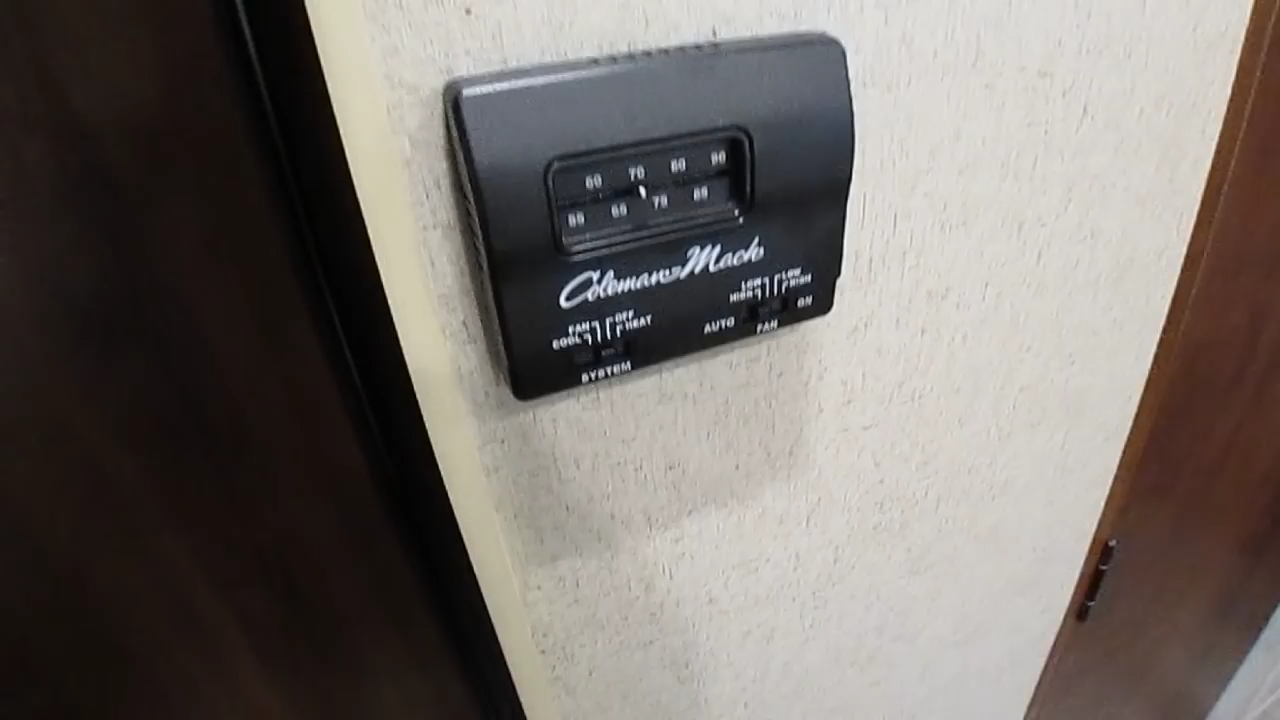 60 70 80 90
55 65 75 85
Coleman-Mach
LOW LOW
HIGH HIGH
FAN OFF
COOL HEAT
AUTO ON
FAN
SYSTEM